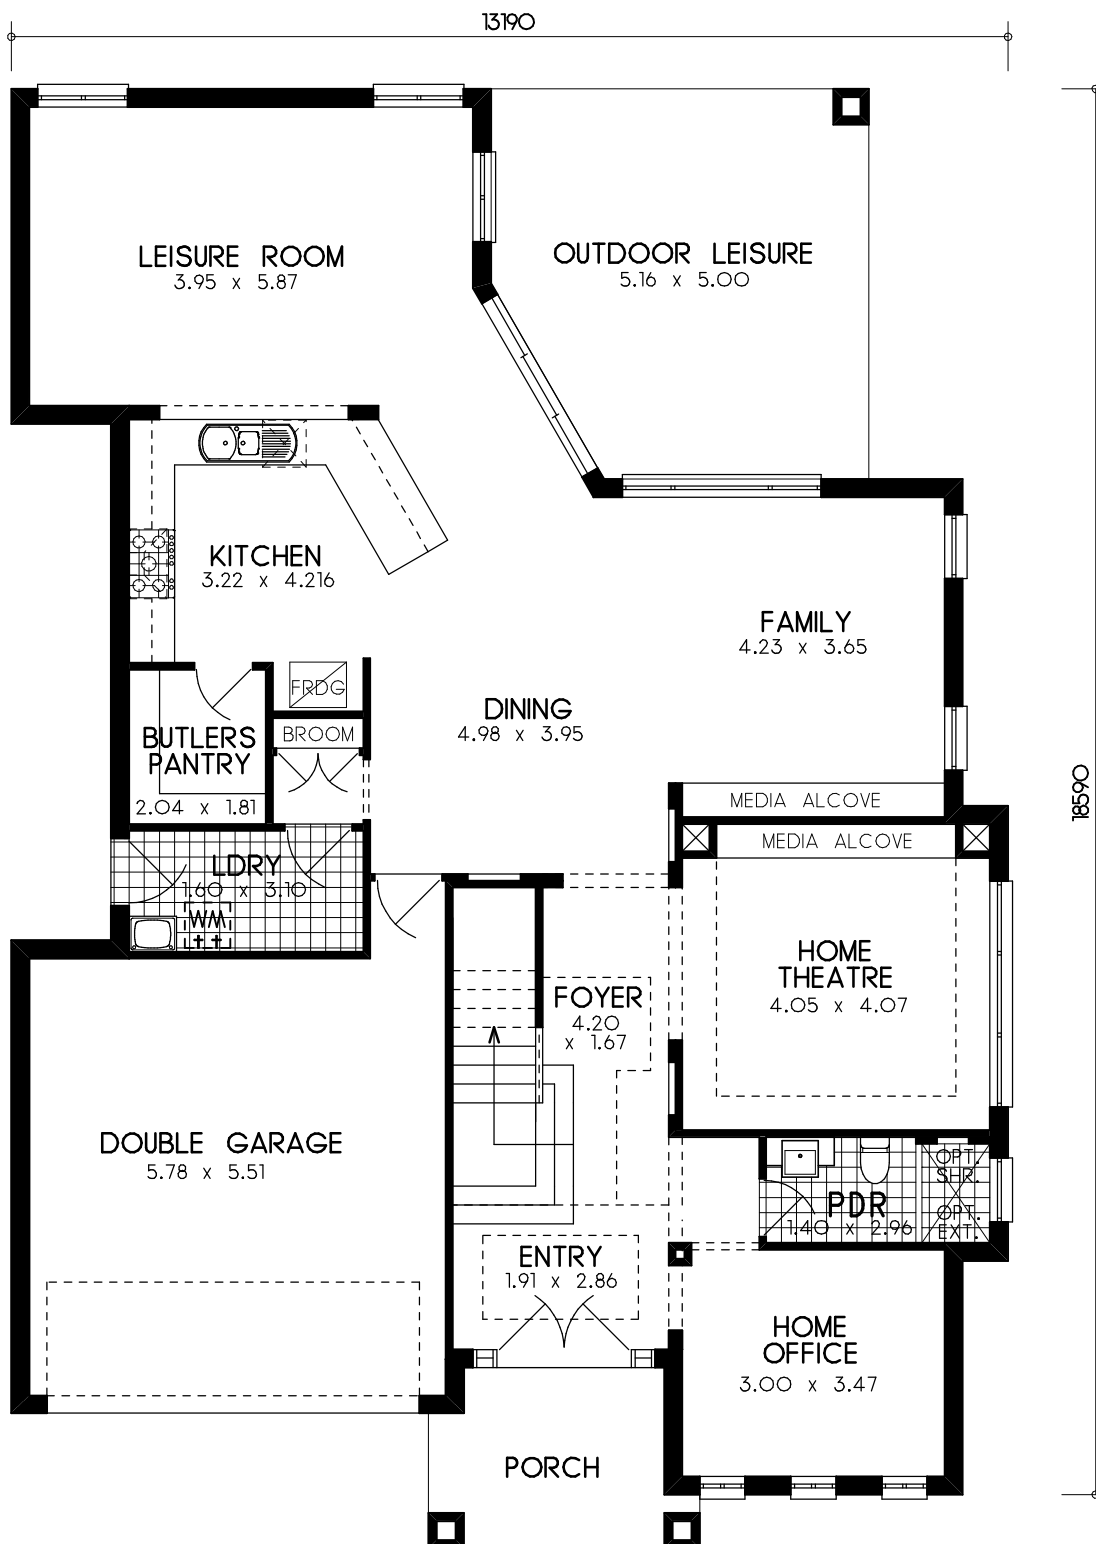 13190
LEISURE ROOM
3.95 x 5.87
OUTDOOR LEISURE
5.16 x 5.00
KITCHEN
3.22 x 4.216
FAMILY
4.23 x 3.65
FRDG
DINING
4.98 x 3.95
BROOM
BUTLERS
PANTRY
2.04 x 1.81
MEDIA ALCOVE
18590
MEDIA ALCOVE
LDRY
1.60 x 3.10
WM
HOME
THEATRE
4.05 x 4.07
FOYER
4.20
x 1.67
DOUBLE GARAGE
5.78 x 5.51
OPT.
SHR.
PDR
1.40 x 2.96
OPT.
EXT.
ENTRY
1.91 x 2.86
HOME
OFFICE
3.00 x 3.47
PORCH